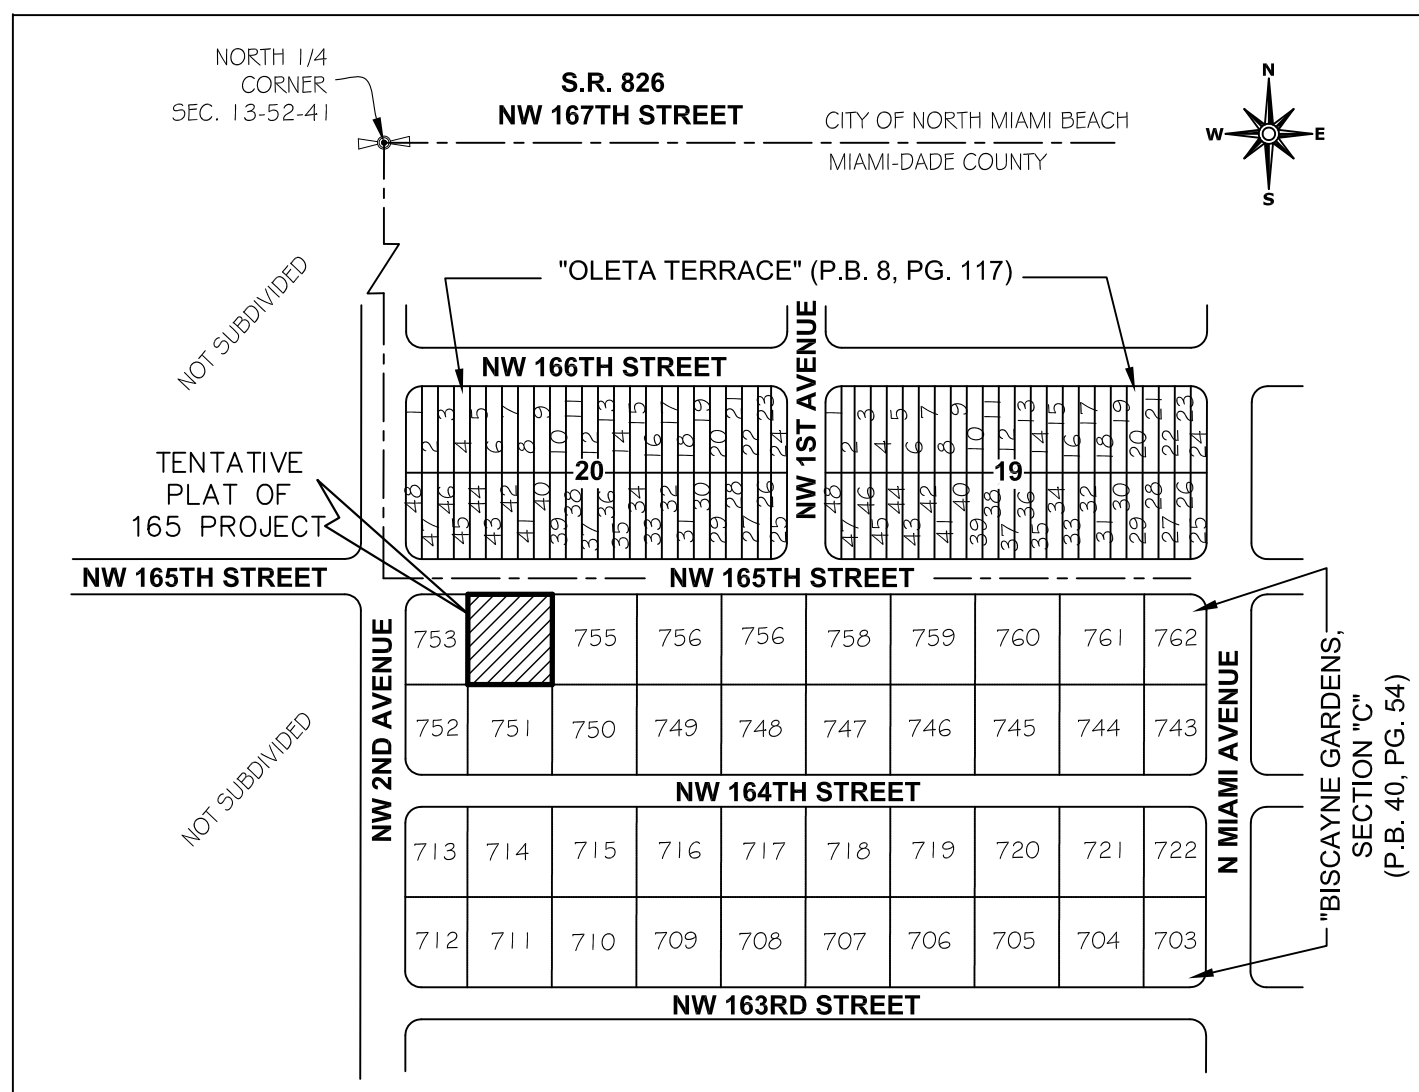 NORTH 1/4
CORNER
SEC. 13-52-41
S.R. 826
NW 167TH STREET
CITY OF NORTH MIAMI BEACH
MIAMI-DADE COUNTY
N
W E
S
NOT SUBDIVIDED
"OLETA TERRACE" (P.B. 8, PG. 117)
NW 166TH STREET
NW 1ST AVENUE
1 2 3 4 5 6 7 8 9 10 11 12 13 14 15 16 17 18 19 20 21 22 23 24
20
48 47 46 45 44 43 42 41 40 39 38 37 36 35 34 33 32 31 30 29 28 27 26 25
1 2 3 4 5 6 7 8 9 10 11 12 13 14 15 16 17 18 19 20 21 22 23 24
19
48 47 46 45 44 43 42 41 40 39 38 37 36 35 34 33 32 31 30 29 28 27 26 25
TENTATIVE
PLAT OF
165 PROJECT
NW 165TH STREET
NW 165TH STREET
753 755 756 756 758 759 760 761 762
752 751 750 749 748 747 746 745 744 743
NW 2ND AVENUE
N MIAMI AVENUE
NOT SUBDIVIDED
NW 164TH STREET
713 714 715 716 717 718 719 720 721 722
712 711 710 709 708 707 706 705 704 703
NW 163RD STREET
"BISCAYNE GARDENS,
SECTION "C"
(P.B. 40, PG. 54)